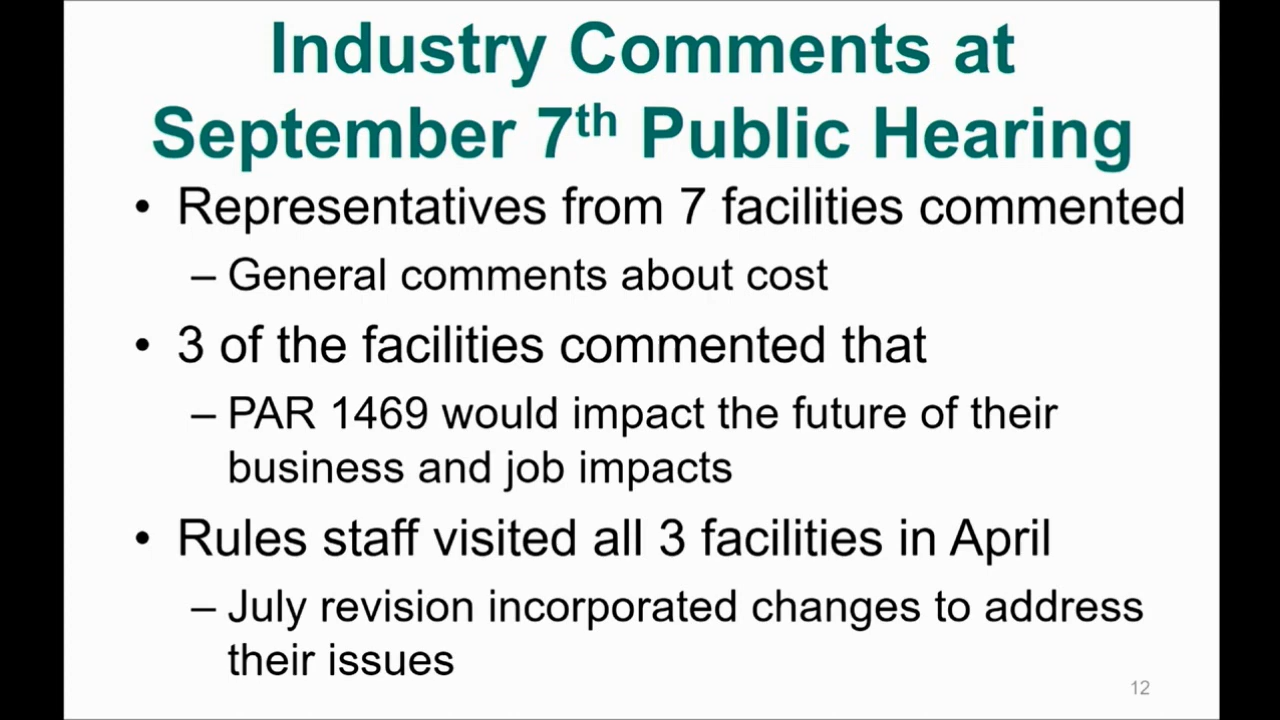 Industry Comments at
September 7th Public Hearing
• Representatives from 7 facilities commented
– General comments about cost
• 3 of the facilities commented that
– PAR 1469 would impact the future of their
business and job impacts
• Rules staff visited all 3 facilities in April
– July revision incorporated changes to address
their issues
12